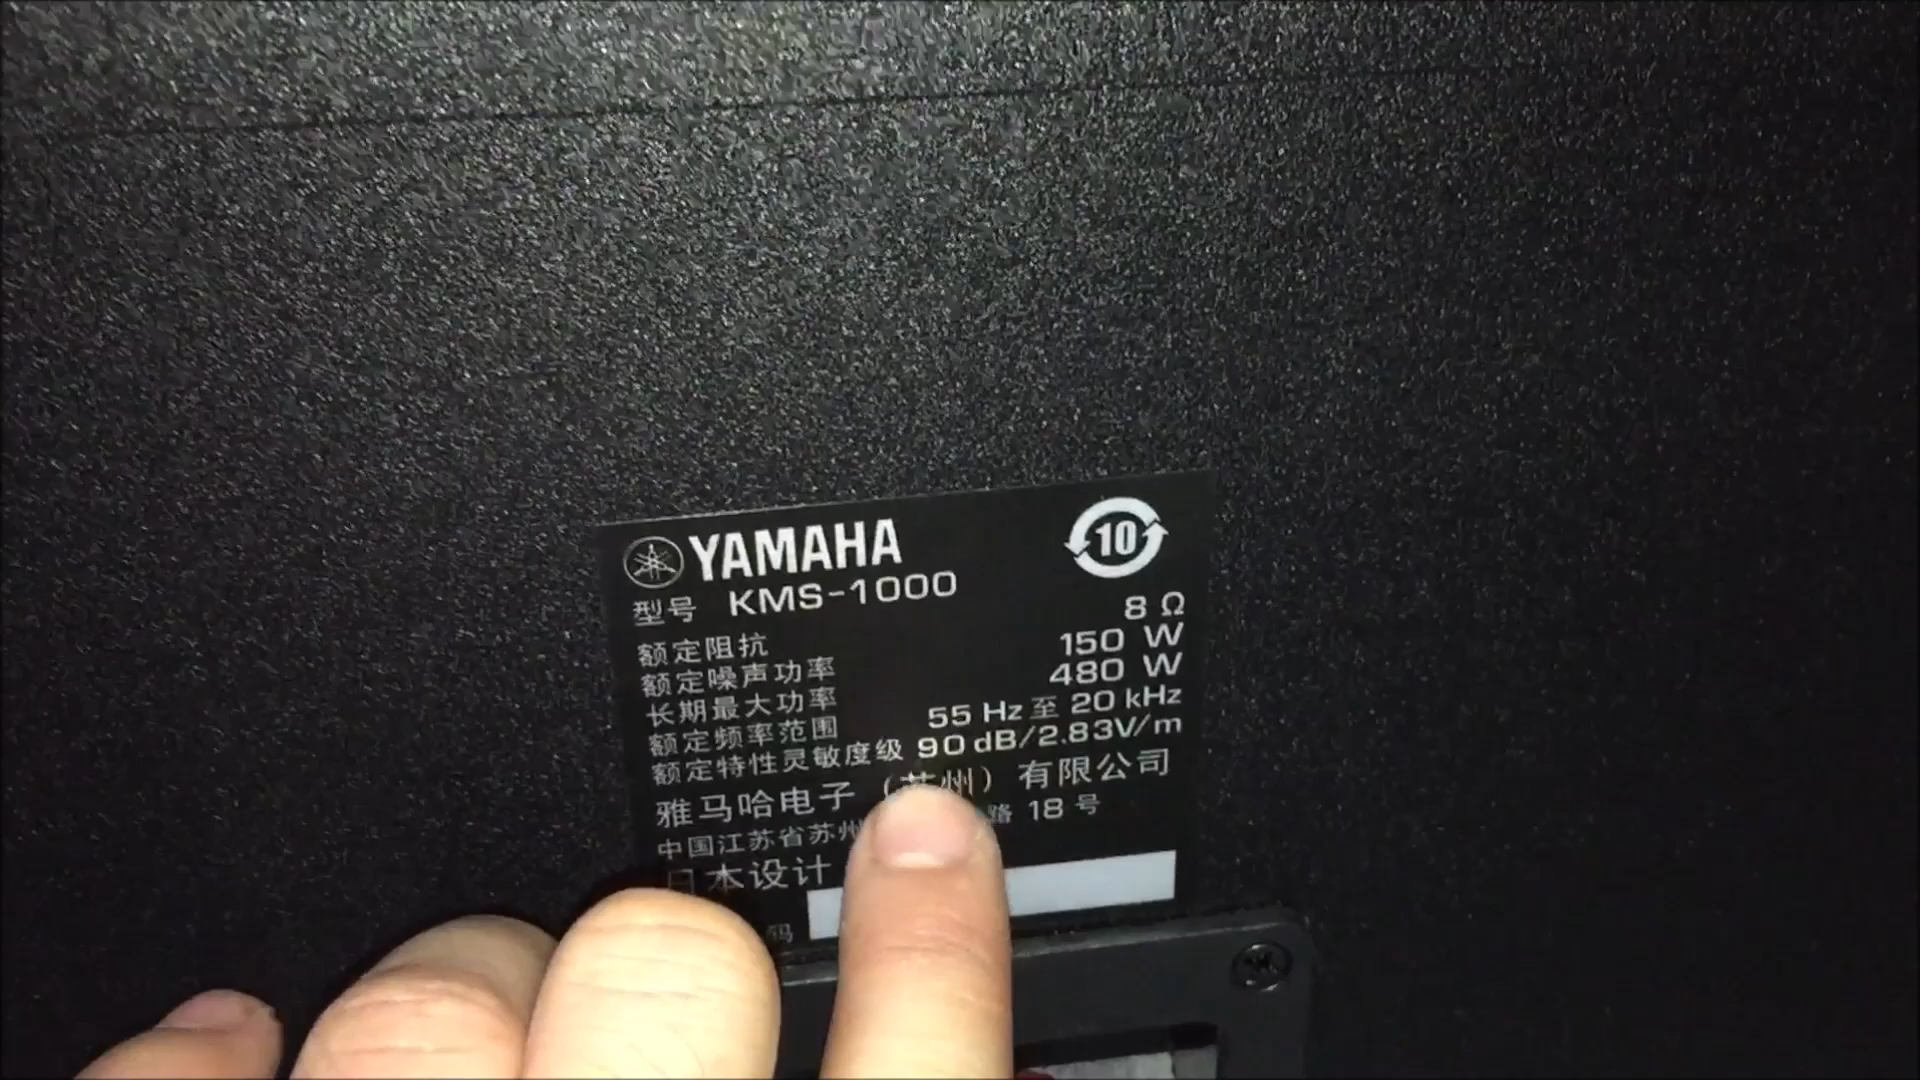 YAMAHA
10
型号 KMS-1000
额定阻抗 8 Ω
额定噪声功率 150 W
长期最大功率 480 W
额定频率范围 55 Hz 至 20 kHz
额定特性灵敏度级 90 dB/2.83V/m
雅马哈电子（苏州）有限公司
中国江苏省苏州 路 18 号
日本设计
码